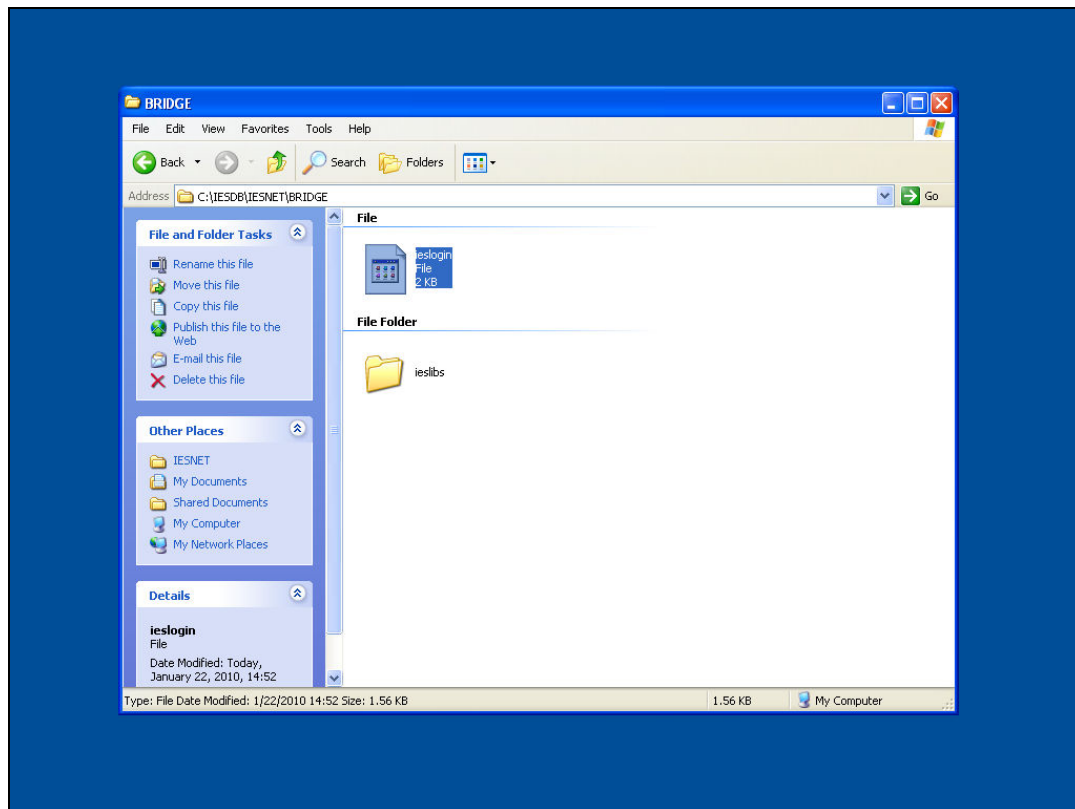 BRIDGE
File Edit View Favorites Tools Help
Back Search Folders
Address C:\IESDB\IESNET\BRIDGE Go
File and Folder Tasks
Rename this file
Move this file
Copy this file
Publish this file to the
Web
E-mail this file
Delete this file
Other Places
IESNET
My Documents
Shared Documents
My Computer
My Network Places
Details
ieslogin
File
Date Modified: Today,
January 22, 2010, 14:52
File
ieslogin
File
2 KB
File Folder
ieslibs
Type: File Date Modified: 1/22/2010 14:52 Size: 1.56 KB 1.56 KB My Computer